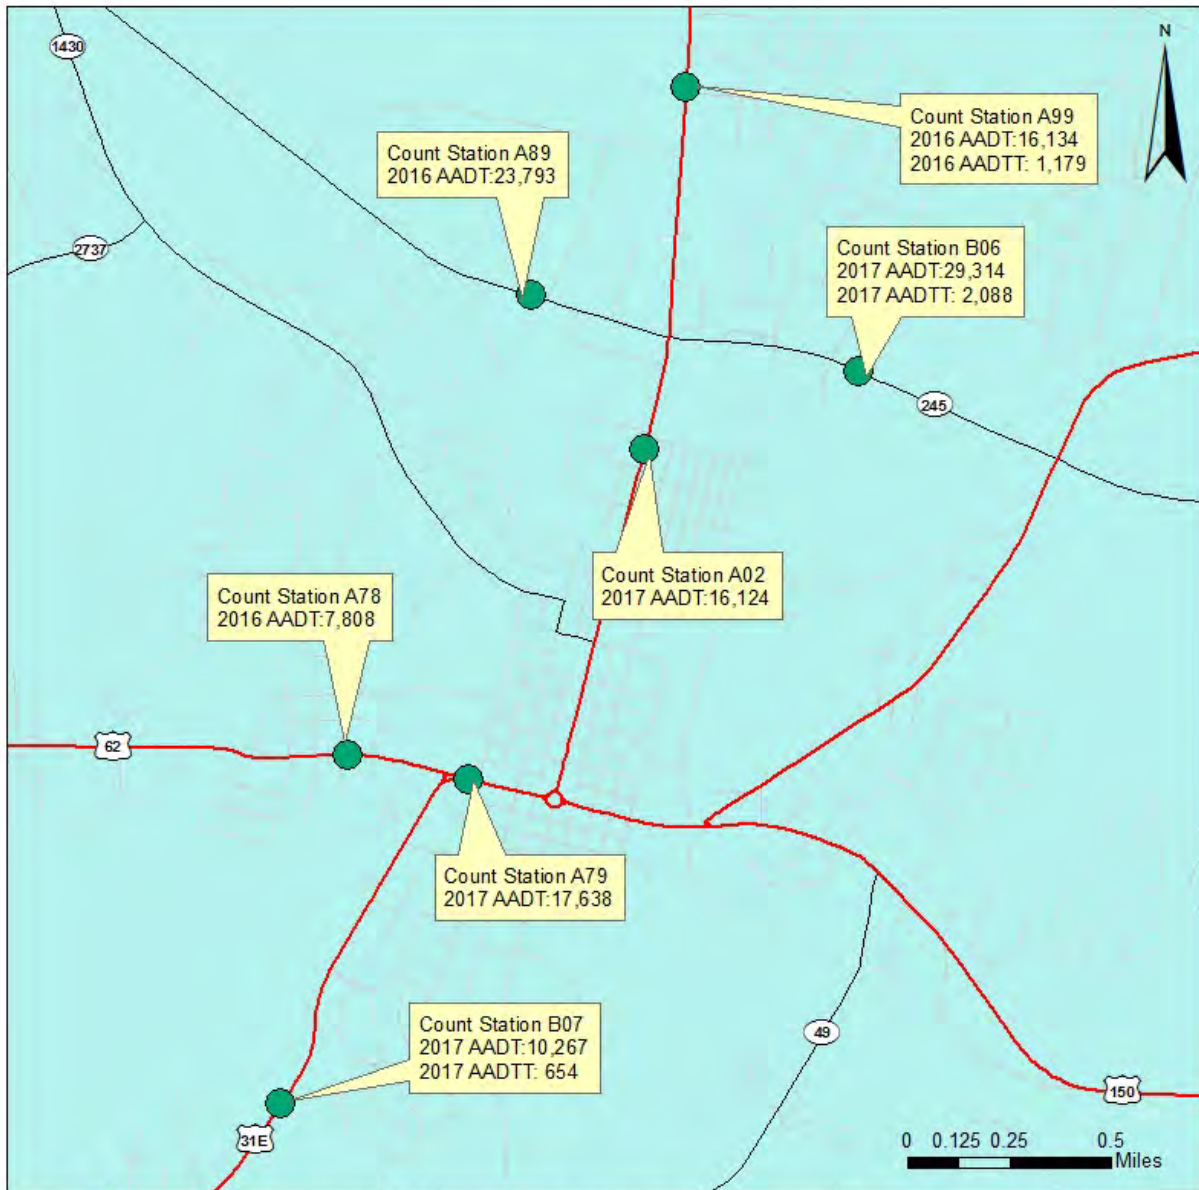 1430
N
Count Station A99
2016 AADT:16,134
2016 AADTT: 1,179
Count Station A89
2016 AADT:23,793
2737
Count Station B06
2017 AADT:29,314
2017 AADTT: 2,088
245
Count Station A02
2017 AADT:16,124
Count Station A78
2016 AADT:7,808
62
Count Station A79
2017 AADT:17,638
Count Station B07
2017 AADT:10,267
2017 AADTT: 654
49
150
31E
0 0.125 0.25 0.5
Miles